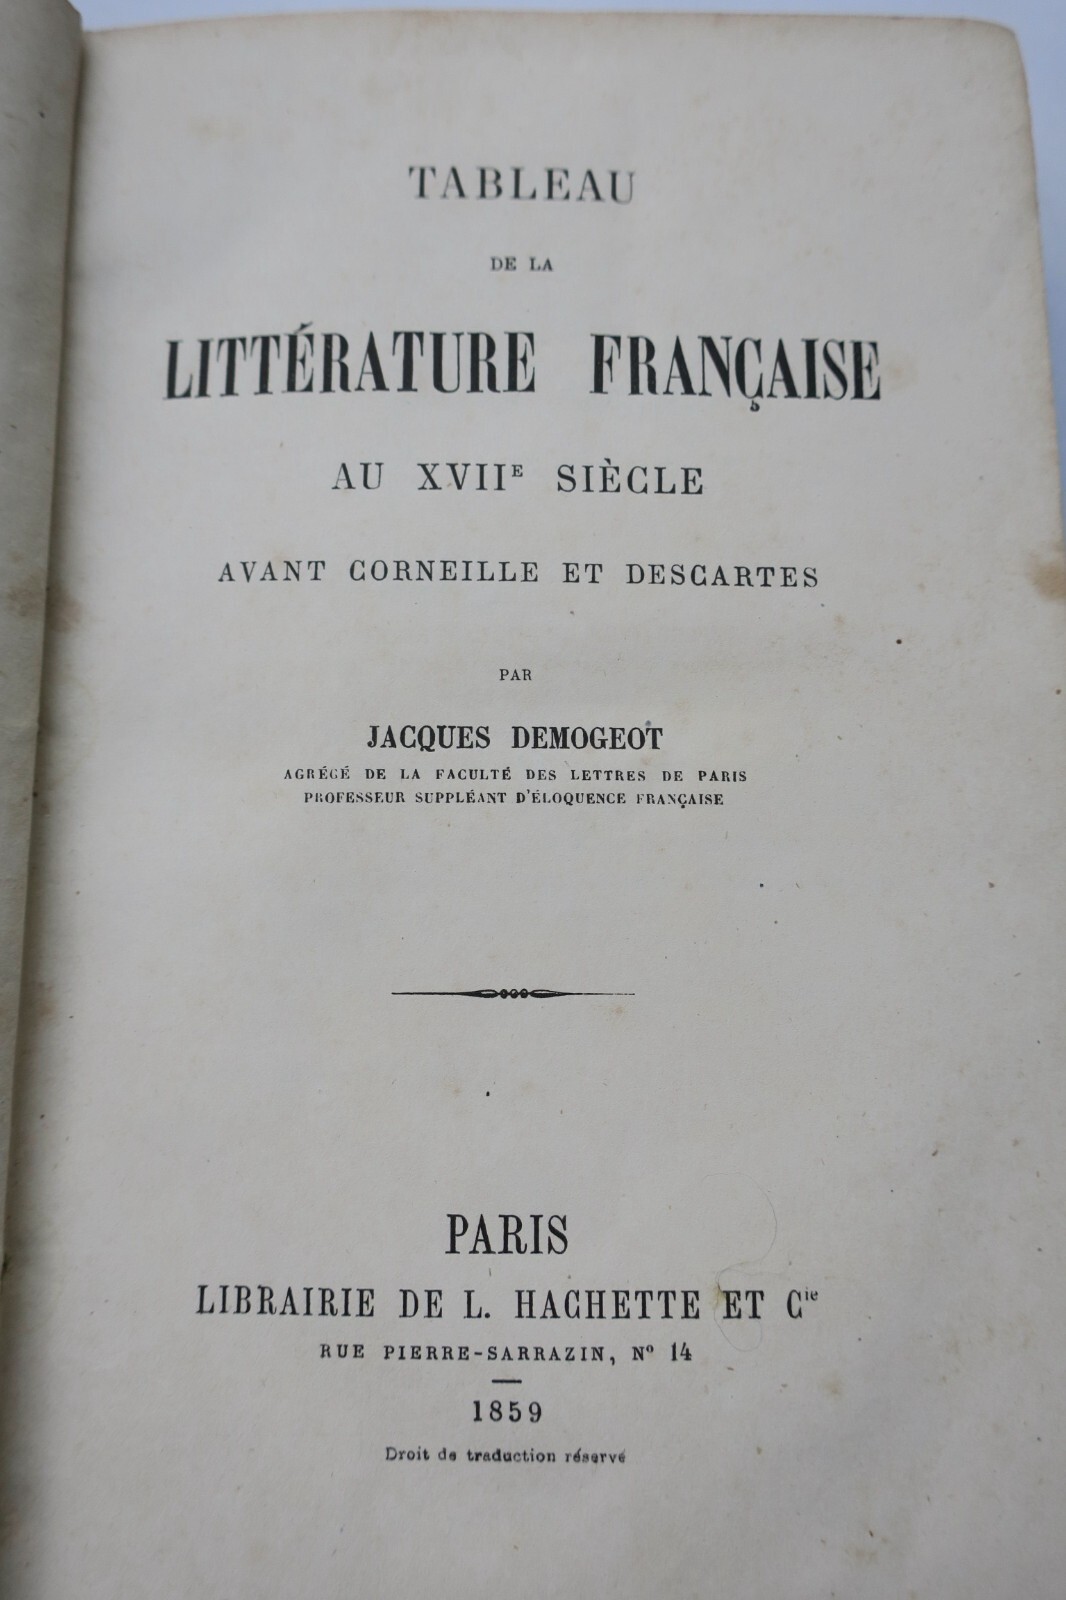 TABLEAU
DE LA
LITTÉRATURE FRANÇAISE
AU XVIIᴱ SIÈCLE
AVANT CORNEILLE ET DESCARTES
PAR
JACQUES DEMOGEOT
AGRÉGÉ DE LA FACULTÉ DES LETTRES DE PARIS
PROFESSEUR SUPPLÉANT D'ÉLOQUENCE FRANÇAISE
PARIS
LIBRAIRIE DE L. HACHETTE ET Cⁱᵉ
RUE PIERRE-SARRAZIN, Nº 14
1859
Droit de traduction réservé